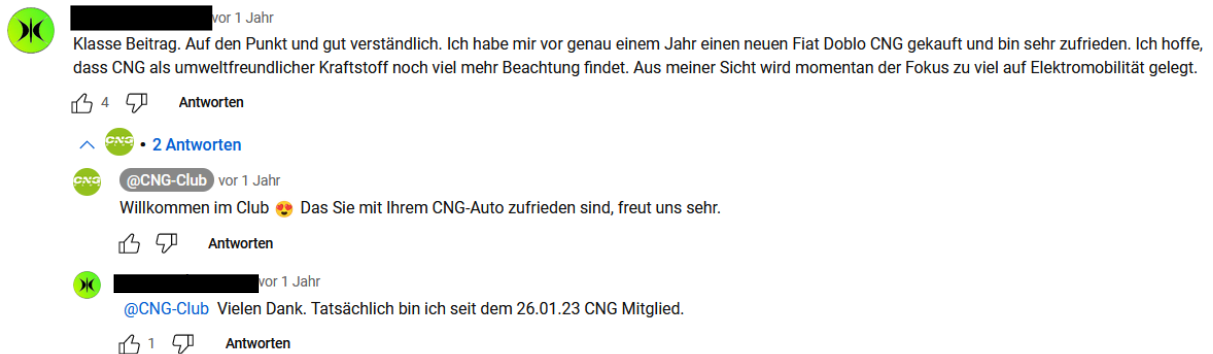 vor 1 Jahr
Klasse Beitrag. Auf den Punkt und gut verständlich. Ich habe mir vor genau einem Jahr einen neuen Fiat Doblo CNG gekauft und bin sehr zufrieden. Ich hoffe,
dass CNG als umweltfreundlicher Kraftstoff noch viel mehr Beachtung findet. Aus meiner Sicht wird momentan der Fokus zu viel auf Elektromobilität gelegt.
4 Antworten
CNG • 2 Antworten
CNG @CNG-Club vor 1 Jahr
Willkommen im Club 😍 Das Sie mit Ihrem CNG-Auto zufrieden sind, freut uns sehr.
Antworten
vor 1 Jahr
@CNG-Club Vielen Dank. Tatsächlich bin ich seit dem 26.01.23 CNG Mitglied.
1 Antworten